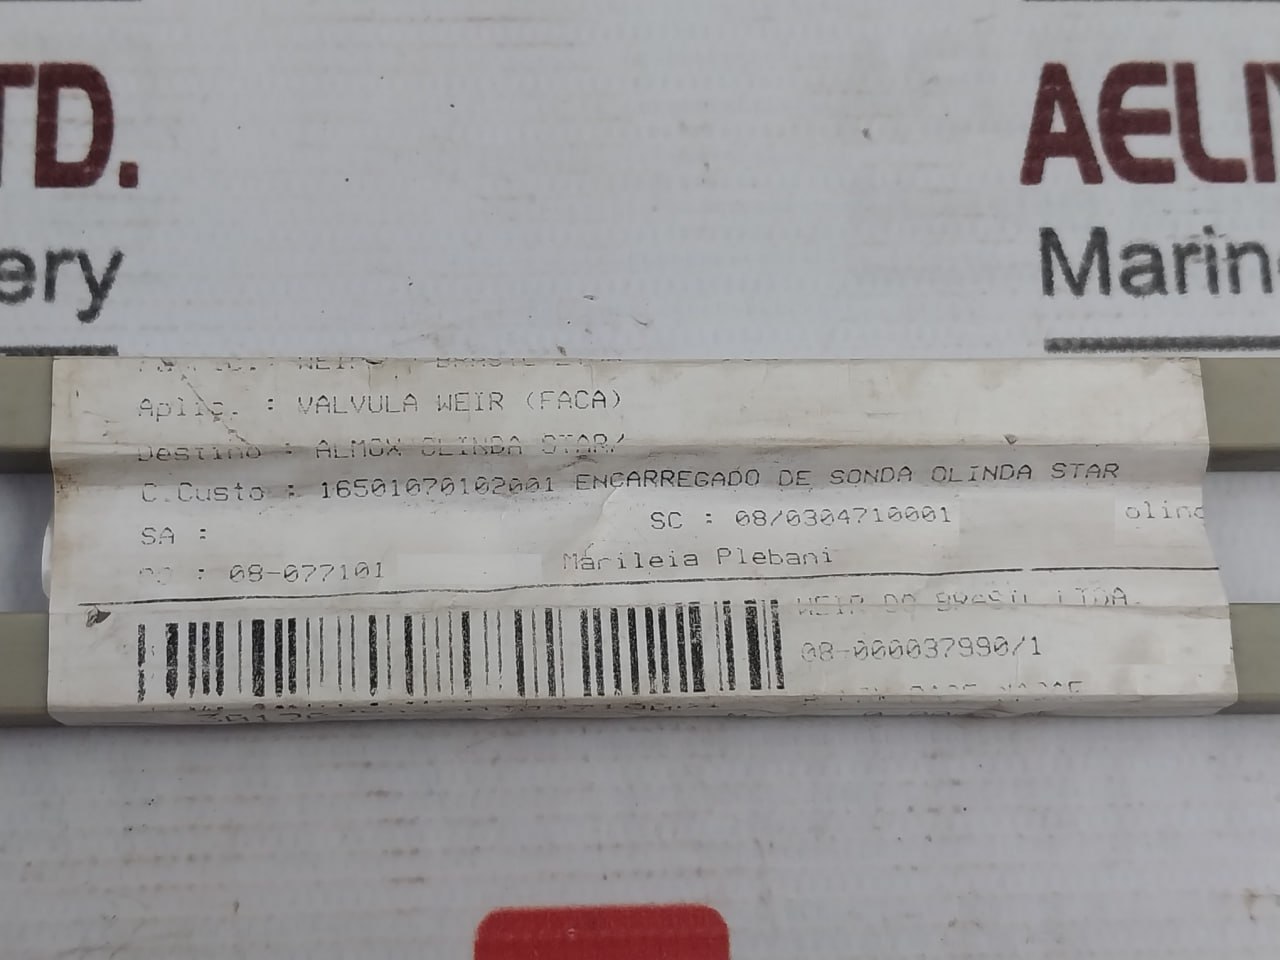 TD.
AELM
ery
Marin
Aplic. : VALVULA WEIR (FACA)
Destino : ALMOX OLINDA STAR/
C.Custo : 16501070102001 ENCARREGADO DE SONDA OLINDA STAR
SA :
SC : 08/0304710001
olind
: 08-077101
Marileia Plebani
WEIR DO BRASIL LTDA.
08-000037990/1